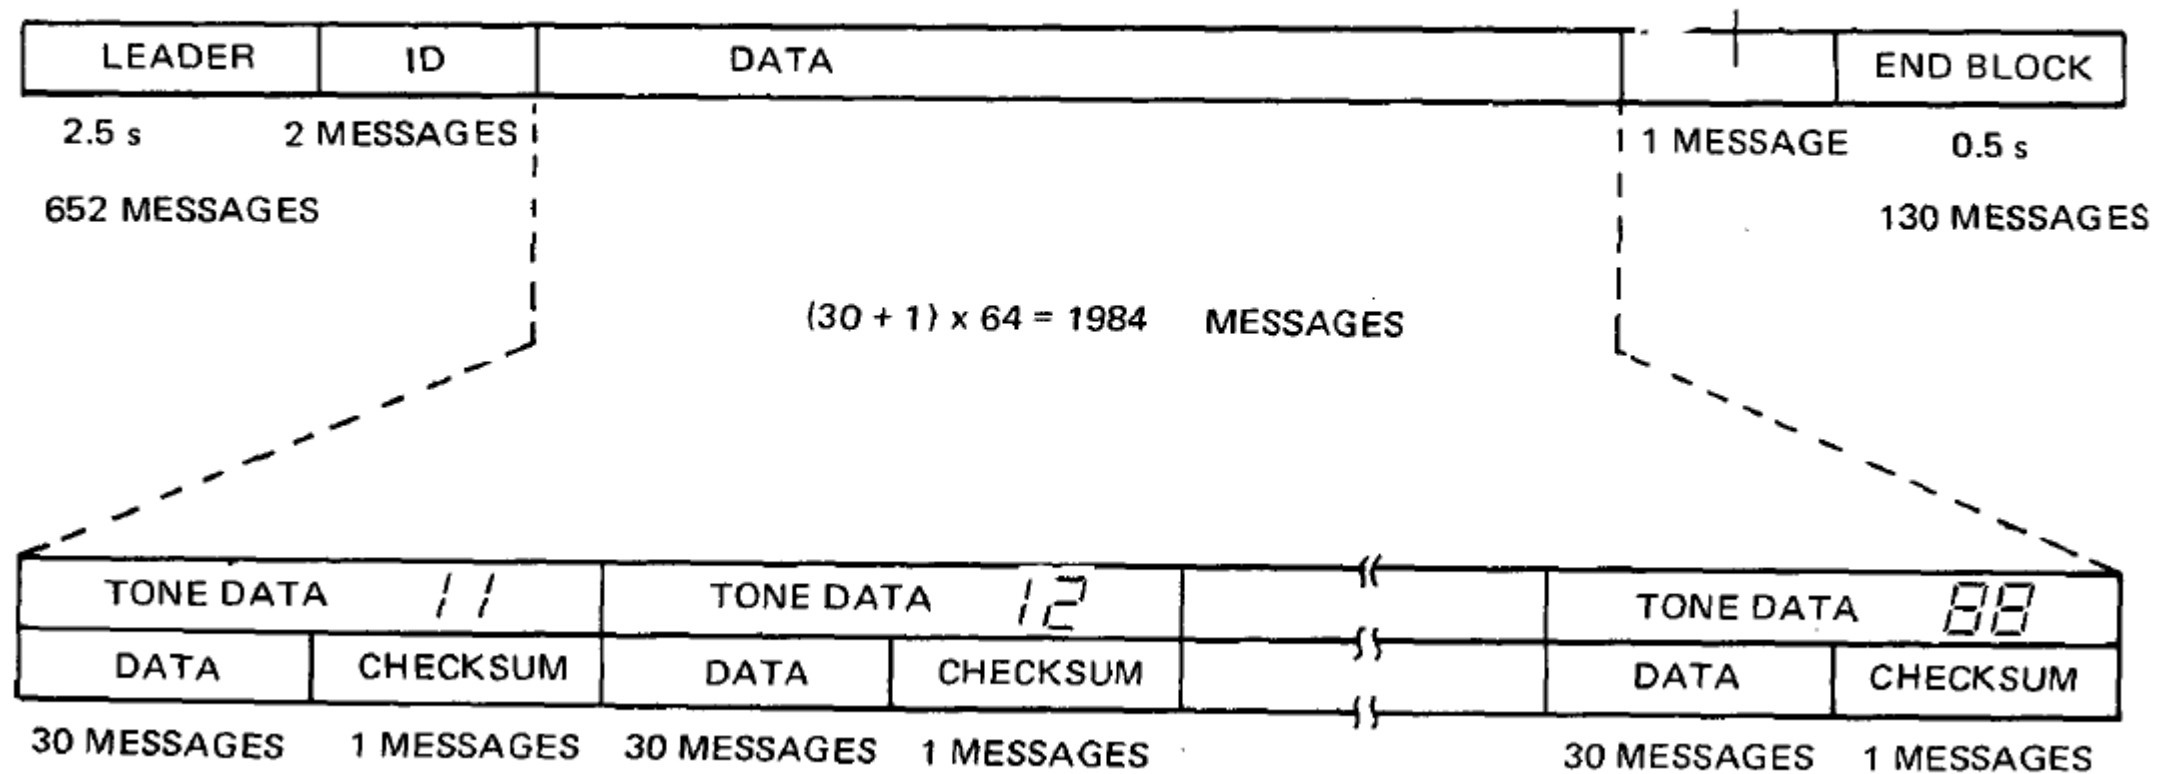 LEADER ID DATA END BLOCK
2.5 s 2 MESSAGES 1 MESSAGE 0.5 s
652 MESSAGES 130 MESSAGES
(30 + 1) x 64 = 1984 MESSAGES
TONE DATA 11 TONE DATA 12 TONE DATA 88
DATA CHECKSUM DATA CHECKSUM DATA CHECKSUM
30 MESSAGES 1 MESSAGES 30 MESSAGES 1 MESSAGES 30 MESSAGES 1 MESSAGES